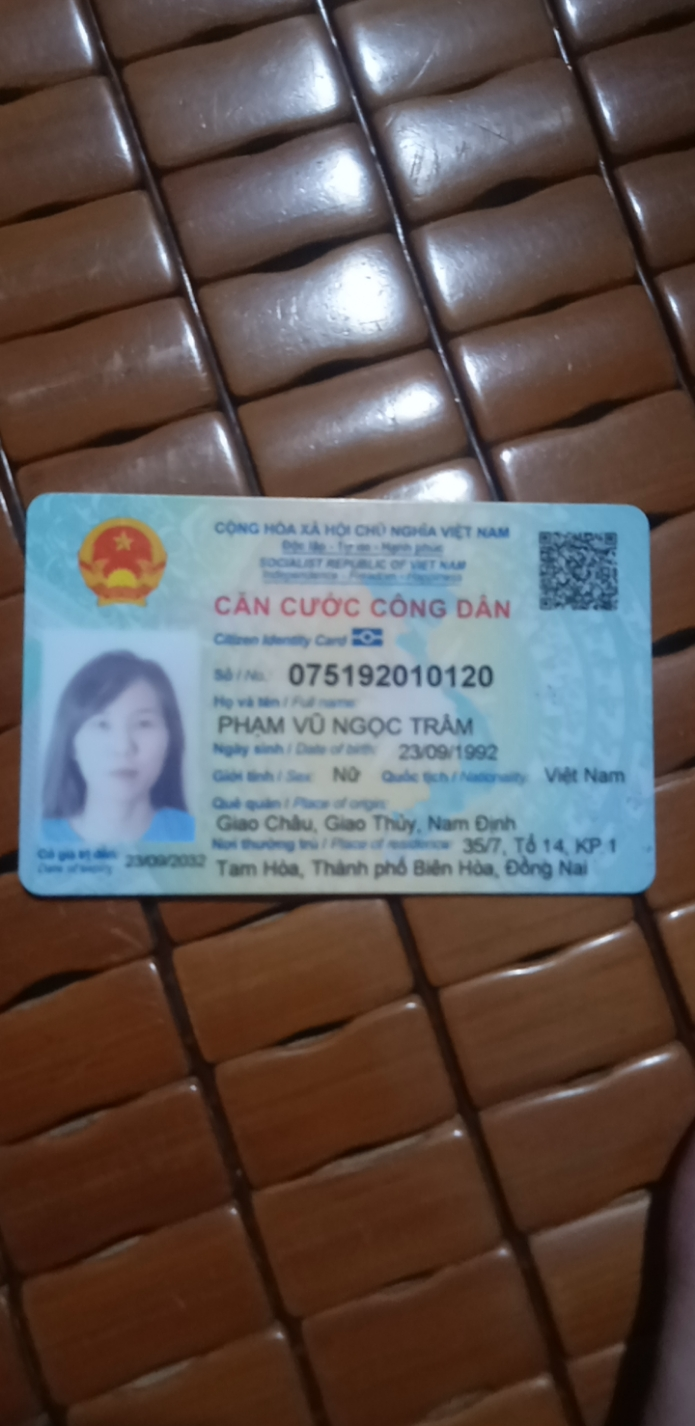 CỘNG HÒA XÃ HỘI CHỦ NGHĨA VIỆT NAM
Độc lập - Tự do - Hạnh phúc
SOCIALIST REPUBLIC OF VIET NAM
Independence - Freedom - Happiness
CĂN CƯỚC CÔNG DÂN
Citizen Identity Card
Số / No.: 075192010120
Họ và tên / Full name:
PHẠM VŨ NGỌC TRÂM
Ngày sinh / Date of birth: 23/09/1992
Giới tính / Sex: Nữ Quốc tịch / Nationality: Việt Nam
Quê quán / Place of origin:
Giao Châu, Giao Thủy, Nam Định
Nơi thường trú / Place of residence: 35/7, Tổ 14, KP 1
Tam Hòa, Thành phố Biên Hòa, Đồng Nai
Có giá trị đến: 23/09/2032
Date of expiry